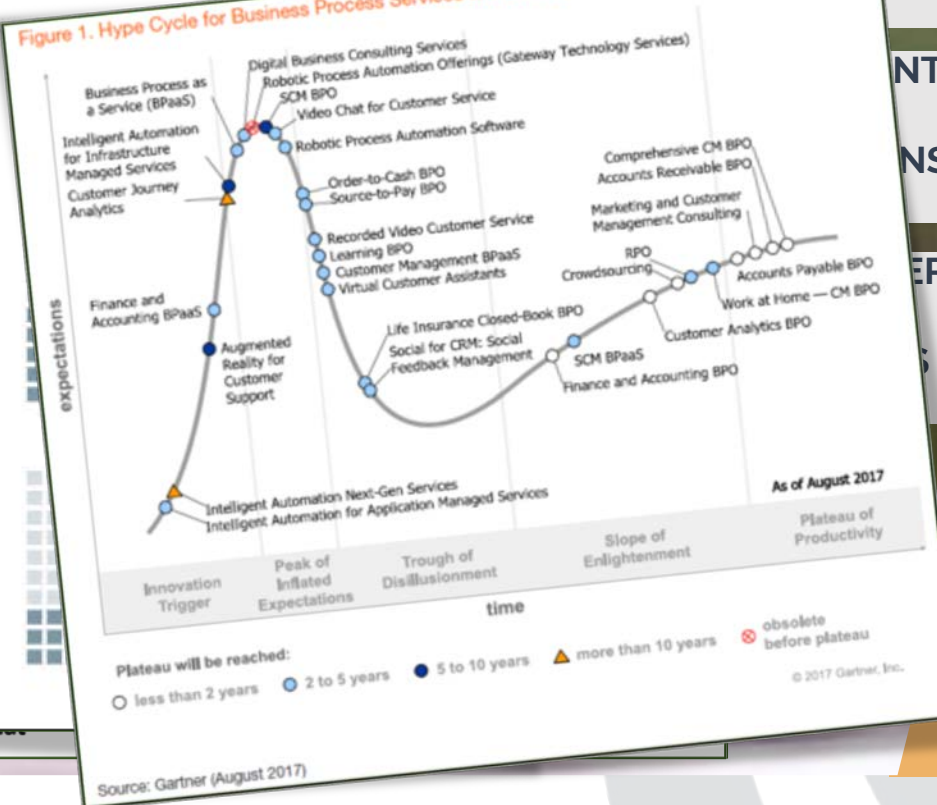 Figure 1. Hype Cycle for Business Process Services
Digital Business Consulting Services
Robotic Process Automation Offerings (Gateway Technology Services)
SCM BPO
Video Chat for Customer Service
Robotic Process Automation Software
Business Process as
a Service (BPaaS)
Intelligent Automation
for Infrastructure
Managed Services
Customer Journey
Analytics
Order-to-Cash BPO
Source-to-Pay BPO
Recorded Video Customer Service
Learning BPO
Customer Management BPaaS
Virtual Customer Assistants
Finance and
Accounting BPaaS
Augmented
Reality for
Customer
Support
Life Insurance Closed-Book BPO
Social for CRM: Social
Feedback Management
Intelligent Automation Next-Gen Services
Intelligent Automation for Application Managed Services
Comprehensive CM BPO
Accounts Receivable BPO
Marketing and Customer
Management Consulting
RPO
Crowdsourcing
Accounts Payable BPO
Work at Home — CM BPO
Customer Analytics BPO
SCM BPaaS
Finance and Accounting BPO
expectations
As of August 2017
Innovation
Trigger
Peak of
Inflated
Expectations
Trough of
Disillusionment
Slope of
Enlightenment
Plateau of
Productivity
time
Plateau will be reached:
less than 2 years
2 to 5 years
5 to 10 years
more than 10 years
obsolete
before plateau
© 2017 Gartner, Inc.
Source: Gartner (August 2017)
NT
NS